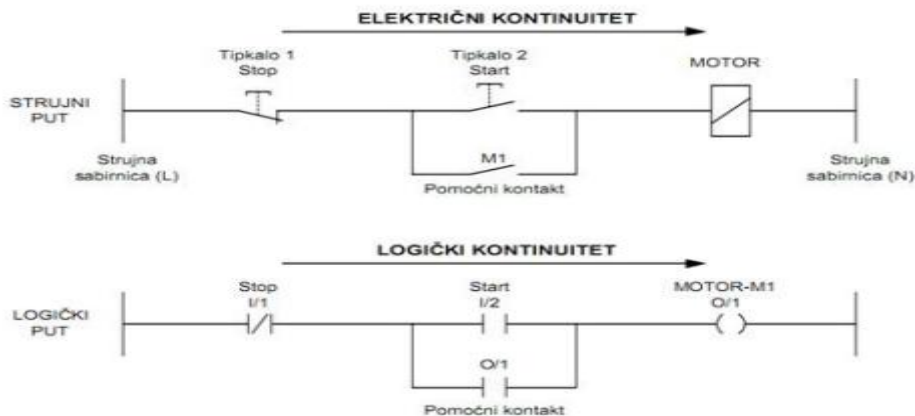 ELEKTRIČNI KONTINUITET
Tipkalo 1
Stop
Tipkalo 2
Start
MOTOR
STRUJNI
PUT
M1
Pomoćni kontakt
Strujna
sabirnica (L)
Strujna
sabirnica (N)
LOGIČKI KONTINUITET
Stop
I/1
Start
I/2
MOTOR-M1
O/1
LOGIČKI
PUT
O/1
Pomoćni kontakt